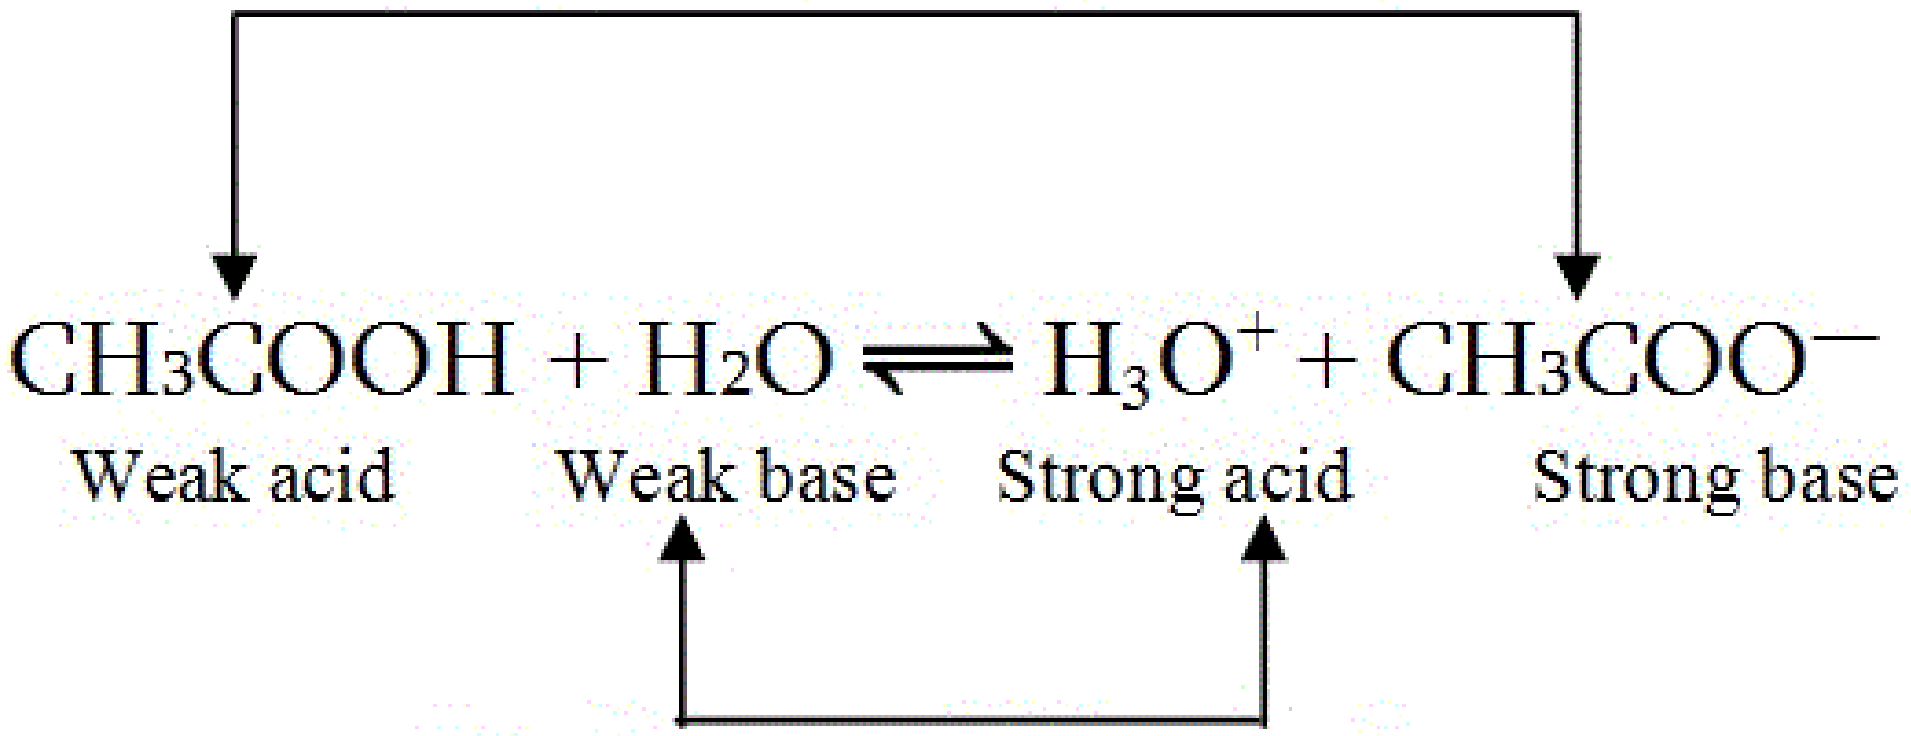 CH₃COOH + H₂O ⇌ H₃O⁺ + CH₃COO⁻
Weak acid Weak base Strong acid Strong base